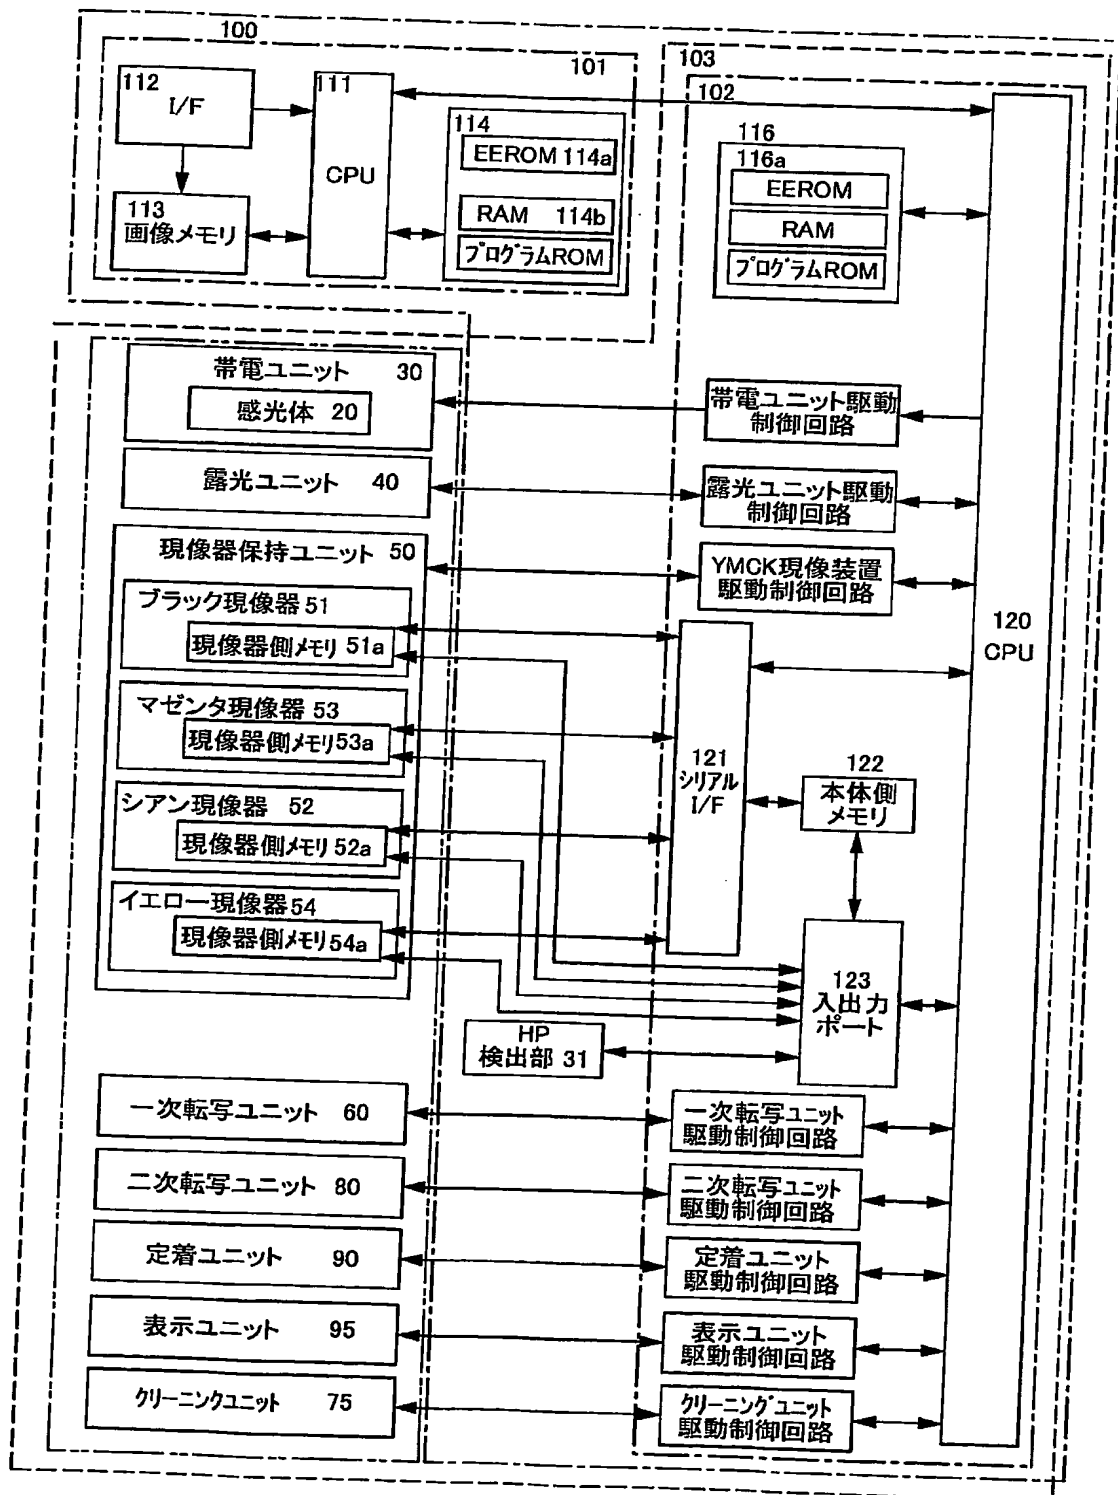 100
101
103
102
112
I/F
111
CPU
113
画像メモリ
114
EEROM 114a
RAM 114b
プログラムROM
116
116a
EEROM
RAM
プログラムROM
帯電ユニット 30
感光体 20
帯電ユニット駆動
制御回路
露光ユニット 40
露光ユニット駆動
制御回路
現像器保持ユニット 50
YMCK現像装置
駆動制御回路
ブラック現像器 51
現像器側メモリ 51a
マゼンタ現像器 53
現像器側メモリ 53a
シアン現像器 52
現像器側メモリ 52a
イエロー現像器 54
現像器側メモリ 54a
120
CPU
121
シリアル
I/F
122
本体側
メモリ
123
入出力
ポート
HP
検出部 31
一次転写ユニット 60
一次転写ユニット
駆動制御回路
二次転写ユニット 80
二次転写ユニット
駆動制御回路
定着ユニット 90
定着ユニット
駆動制御回路
表示ユニット 95
表示ユニット
駆動制御回路
クリーニングユニット 75
クリーニングユニット
駆動制御回路